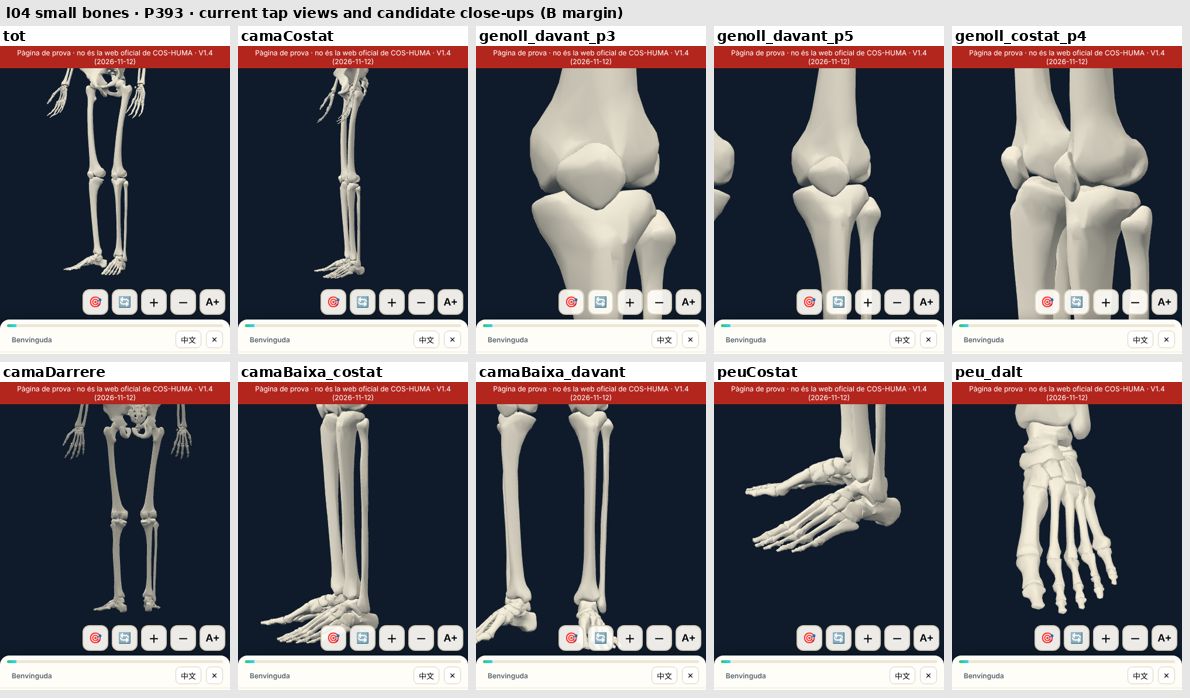 l04 small bones · P393 · current tap views and candidate close-ups (B margin)
tot
Pàgina de prova · no és la web oficial de COS-HUMA · V1.4
(2026-11-12)
🎯 🔄 + − A+
Benvinguda 中文 ×
camaCostat
Pàgina de prova · no és la web oficial de COS-HUMA · V1.4
(2026-11-12)
🎯 🔄 + − A+
Benvinguda 中文 ×
genoll_davant_p3
Pàgina de prova · no és la web oficial de COS-HUMA · V1.4
(2026-11-12)
🎯 🔄 + − A+
Benvinguda 中文 ×
genoll_davant_p5
Pàgina de prova · no és la web oficial de COS-HUMA · V1.4
(2026-11-12)
🎯 🔄 + − A+
Benvinguda 中文 ×
genoll_costat_p4
Pàgina de prova · no és la web oficial de COS-HUMA · V1.4
(2026-11-12)
🎯 🔄 + − A+
Benvinguda 中文 ×
camaDarrere
Pàgina de prova · no és la web oficial de COS-HUMA · V1.4
(2026-11-12)
🎯 🔄 + − A+
Benvinguda 中文 ×
camaBaixa_costat
Pàgina de prova · no és la web oficial de COS-HUMA · V1.4
(2026-11-12)
🎯 🔄 + − A+
Benvinguda 中文 ×
camaBaixa_davant
Pàgina de prova · no és la web oficial de COS-HUMA · V1.4
(2026-11-12)
🎯 🔄 + − A+
Benvinguda 中文 ×
peuCostat
Pàgina de prova · no és la web oficial de COS-HUMA · V1.4
(2026-11-12)
🎯 🔄 + − A+
Benvinguda 中文 ×
peu_dalt
Pàgina de prova · no és la web oficial de COS-HUMA · V1.4
(2026-11-12)
🎯 🔄 + − A+
Benvinguda 中文 ×